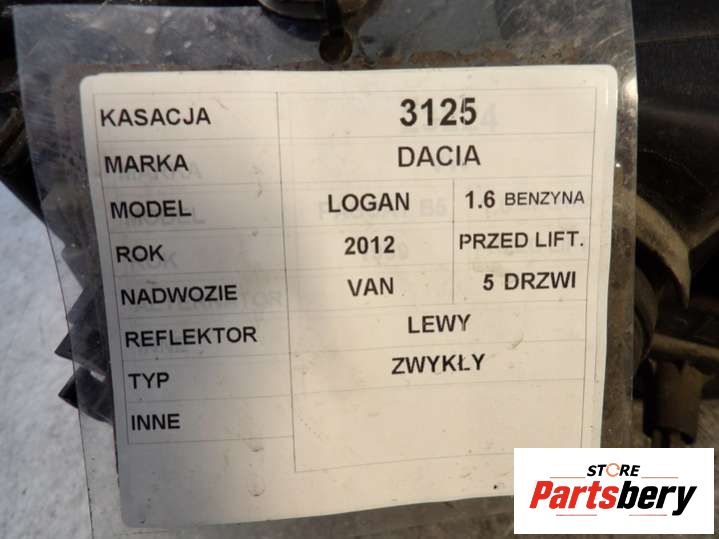 KASACJA 3125
MARKA DACIA
MODEL LOGAN 1.6 BENZYNA
ROK 2012 PRZED LIFT.
NADWOZIE VAN 5 DRZWI
REFLEKTOR LEWY
TYP ZWYKŁY
INNE
STORE
Partsbery